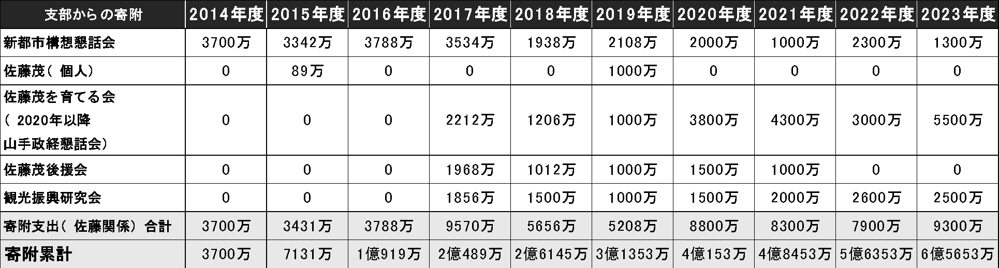 支部からの寄附 2014年度 2015年度 2016年度 2017年度 2018年度 2019年度 2020年度 2021年度 2022年度 2023年度
新都市構想懇話会 3700万 3342万 3788万 3534万 1938万 2108万 2000万 1000万 2300万 1300万
佐藤茂(個人) 0 89万 0 0 0 1000万 0 0 0 0
佐藤茂を育てる会
(2020年以降 0 0 0 2212万 1206万 1000万 3800万 4300万 3000万 5500万
山手政経懇話会)
佐藤茂後援会 0 0 0 1968万 1012万 1000万 1500万 1000万 0 0
観光振興研究会 0 0 0 1856万 1500万 1000万 1500万 2000万 2600万 2500万
寄附支出(佐藤関係)合計 3700万 3431万 3788万 9570万 5656万 5208万 8800万 8300万 7900万 9300万
寄附累計 3700万 7131万 1億919万 2億489万 2億6145万 3億1353万 4億153万 4億8453万 5億6353万 6億5653万